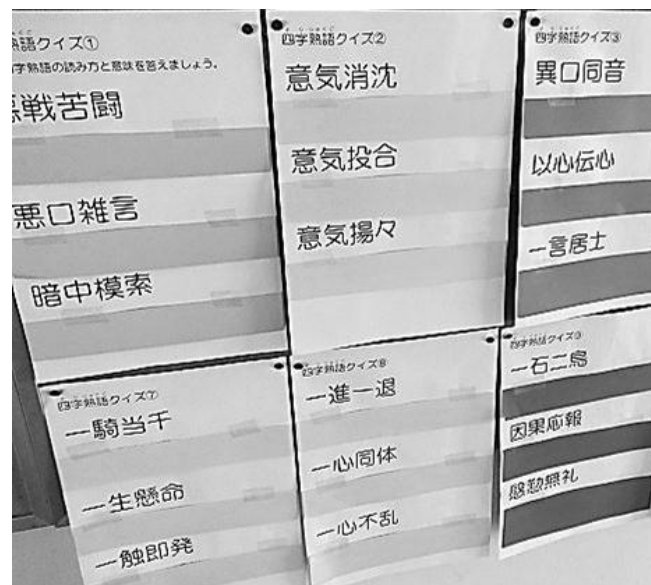 熟語クイズ①
四字熟語の読み方と意味を答えましょう。
悪戦苦闘
悪口雑言
暗中模索
四字熟語クイズ②
意気消沈
意気投合
意気揚々
四字熟語クイズ③
異口同音
以心伝心
一言居士
四字熟語クイズ⑦
一騎当千
一生懸命
一触即発
四字熟語クイズ⑧
一進一退
一心同体
一心不乱
四字熟語クイズ⑨
一石二鳥
因果応報
慇懃無礼